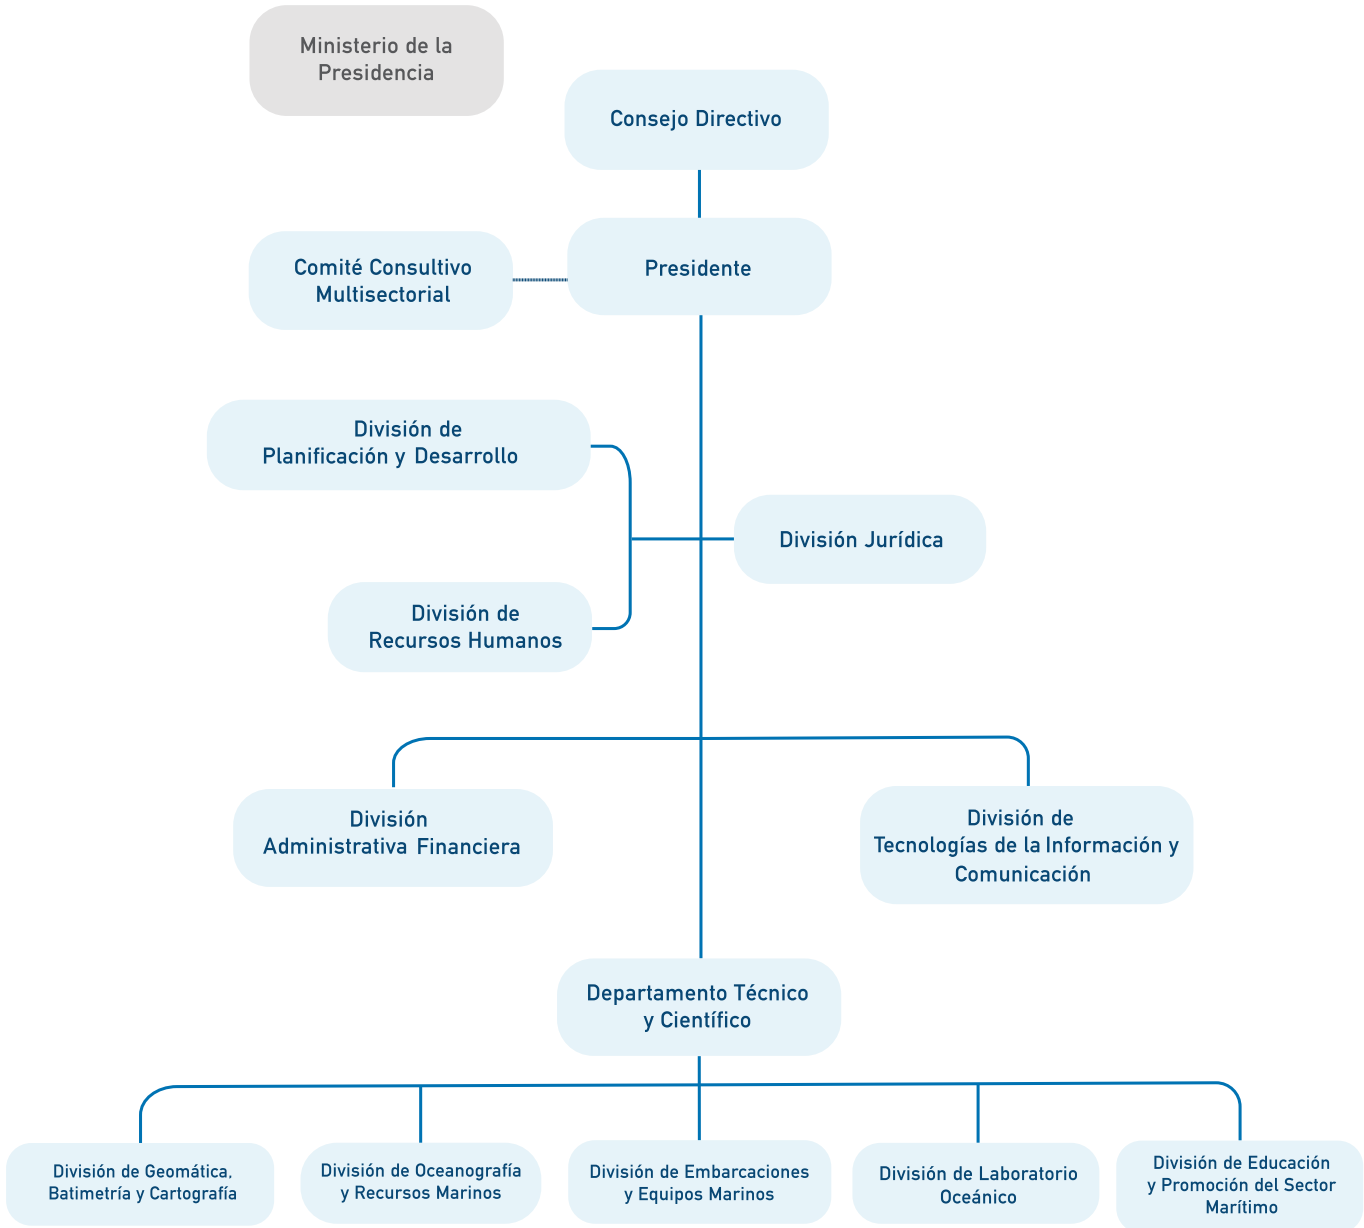 Ministerio de la
Presidencia
Consejo Directivo
Comité Consultivo
Multisectorial
Presidente
División de
Planificación y Desarrollo
División Jurídica
División de
Recursos Humanos
División
Administrativa Financiera
División de
Tecnologías de la Información y
Comunicación
Departamento Técnico
y Científico
División de Geomática,
Batimetría y Cartografía
División de Oceanografía
y Recursos Marinos
División de Embarcaciones
y Equipos Marinos
División de Laboratorio
Oceánico
División de Educación
y Promoción del Sector
Marítimo